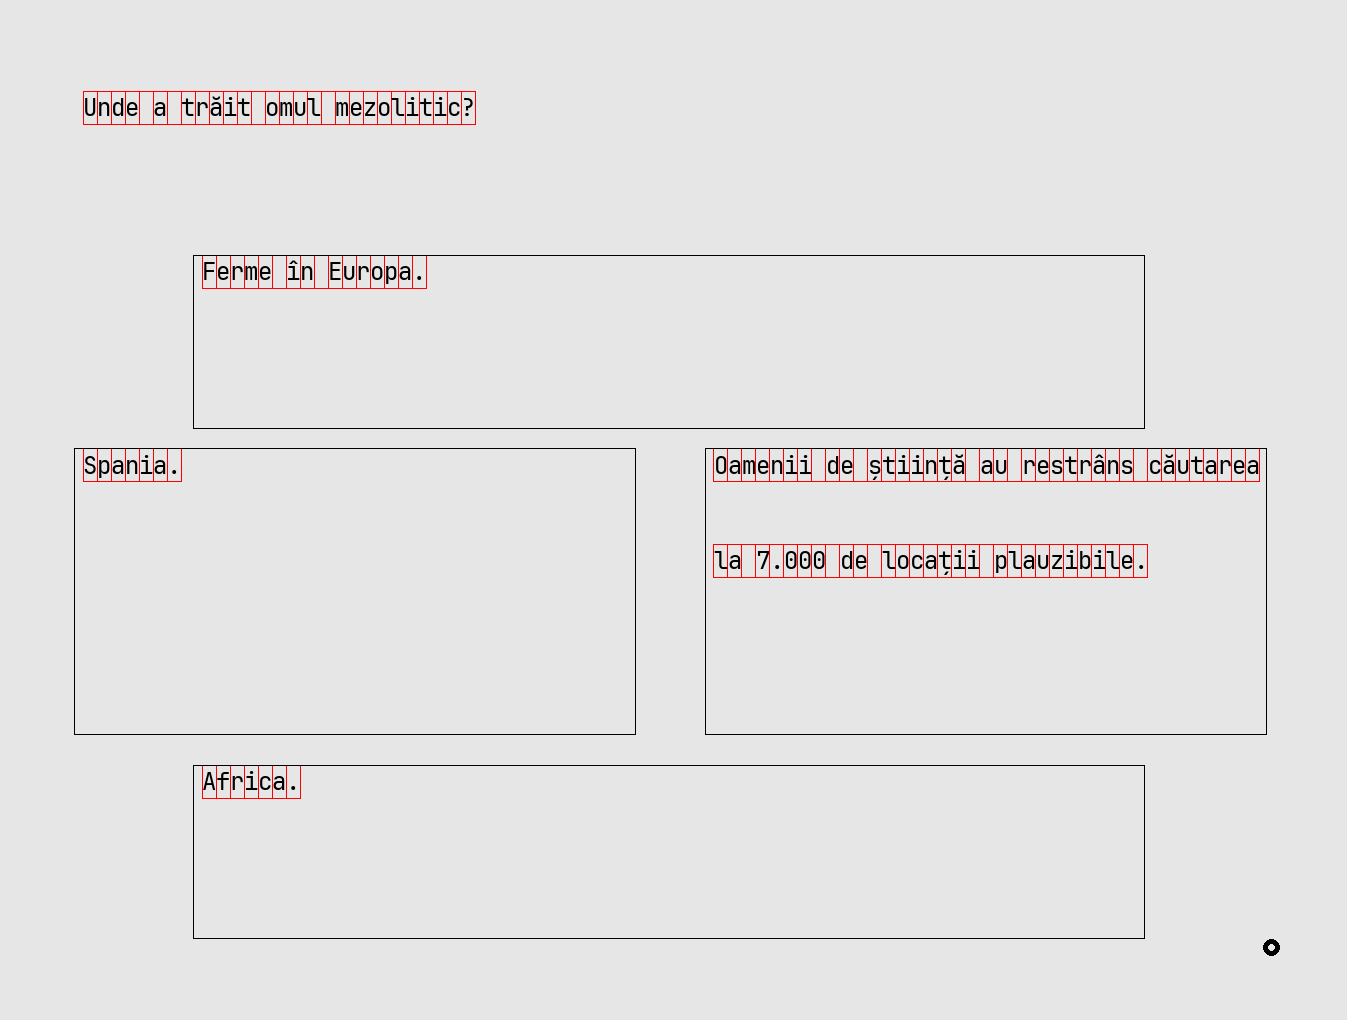 Unde a trăit omul mezolitic?
Ferme în Europa.
Spania.
Oamenii de știință au restrâns căutarea
la 7.000 de locații plauzibile.
Africa.